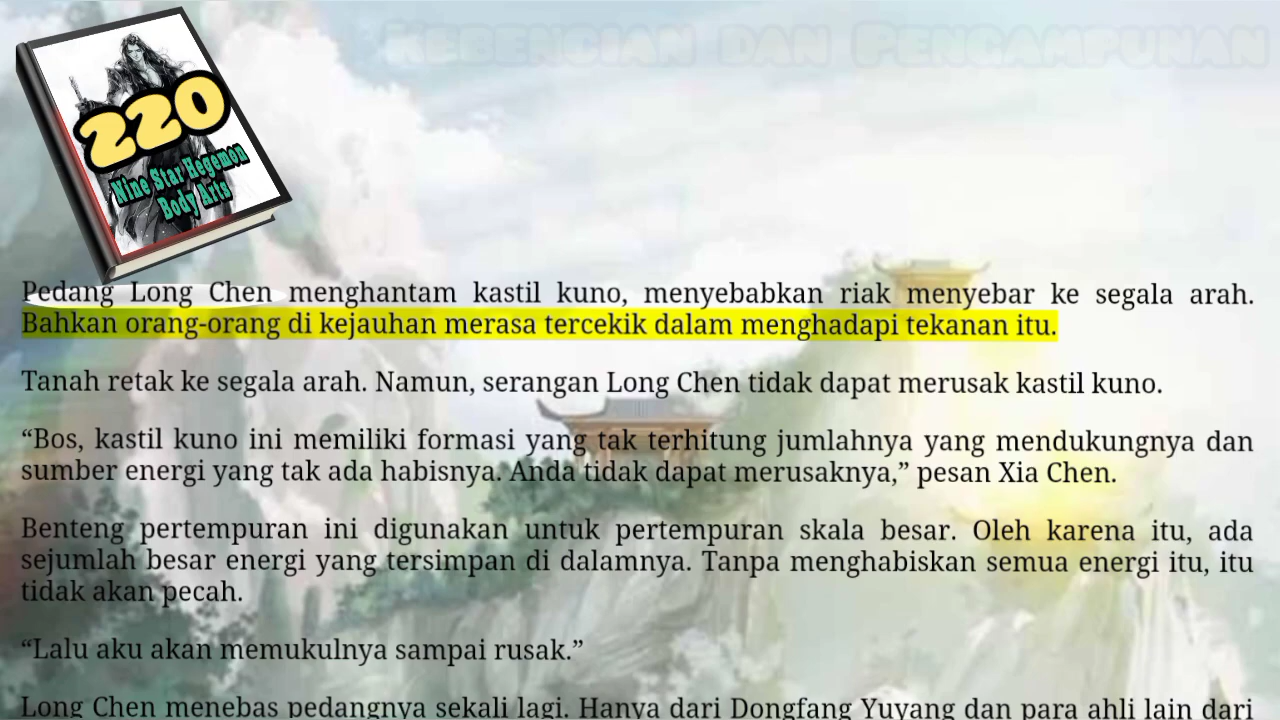 KEBENCIAN DAN PENGAMPUNAN
220
Nine Star Hegemon
Body Arts
Pedang Long Chen menghantam kastil kuno, menyebabkan riak menyebar ke segala arah.
Bahkan orang-orang di kejauhan merasa tercekik dalam menghadapi tekanan itu.
Tanah retak ke segala arah. Namun, serangan Long Chen tidak dapat merusak kastil kuno.
“Bos, kastil kuno ini memiliki formasi yang tak terhitung jumlahnya yang mendukungnya dan
sumber energi yang tak ada habisnya. Anda tidak dapat merusaknya,” pesan Xia Chen.
Benteng pertempuran ini digunakan untuk pertempuran skala besar. Oleh karena itu, ada
sejumlah besar energi yang tersimpan di dalamnya. Tanpa menghabiskan semua energi itu, itu
tidak akan pecah.
“Lalu aku akan memukulnya sampai rusak.”
Long Chen menebas pedangnya sekali lagi. Hanya dari Dongfang Yuyang dan para ahli lain dari